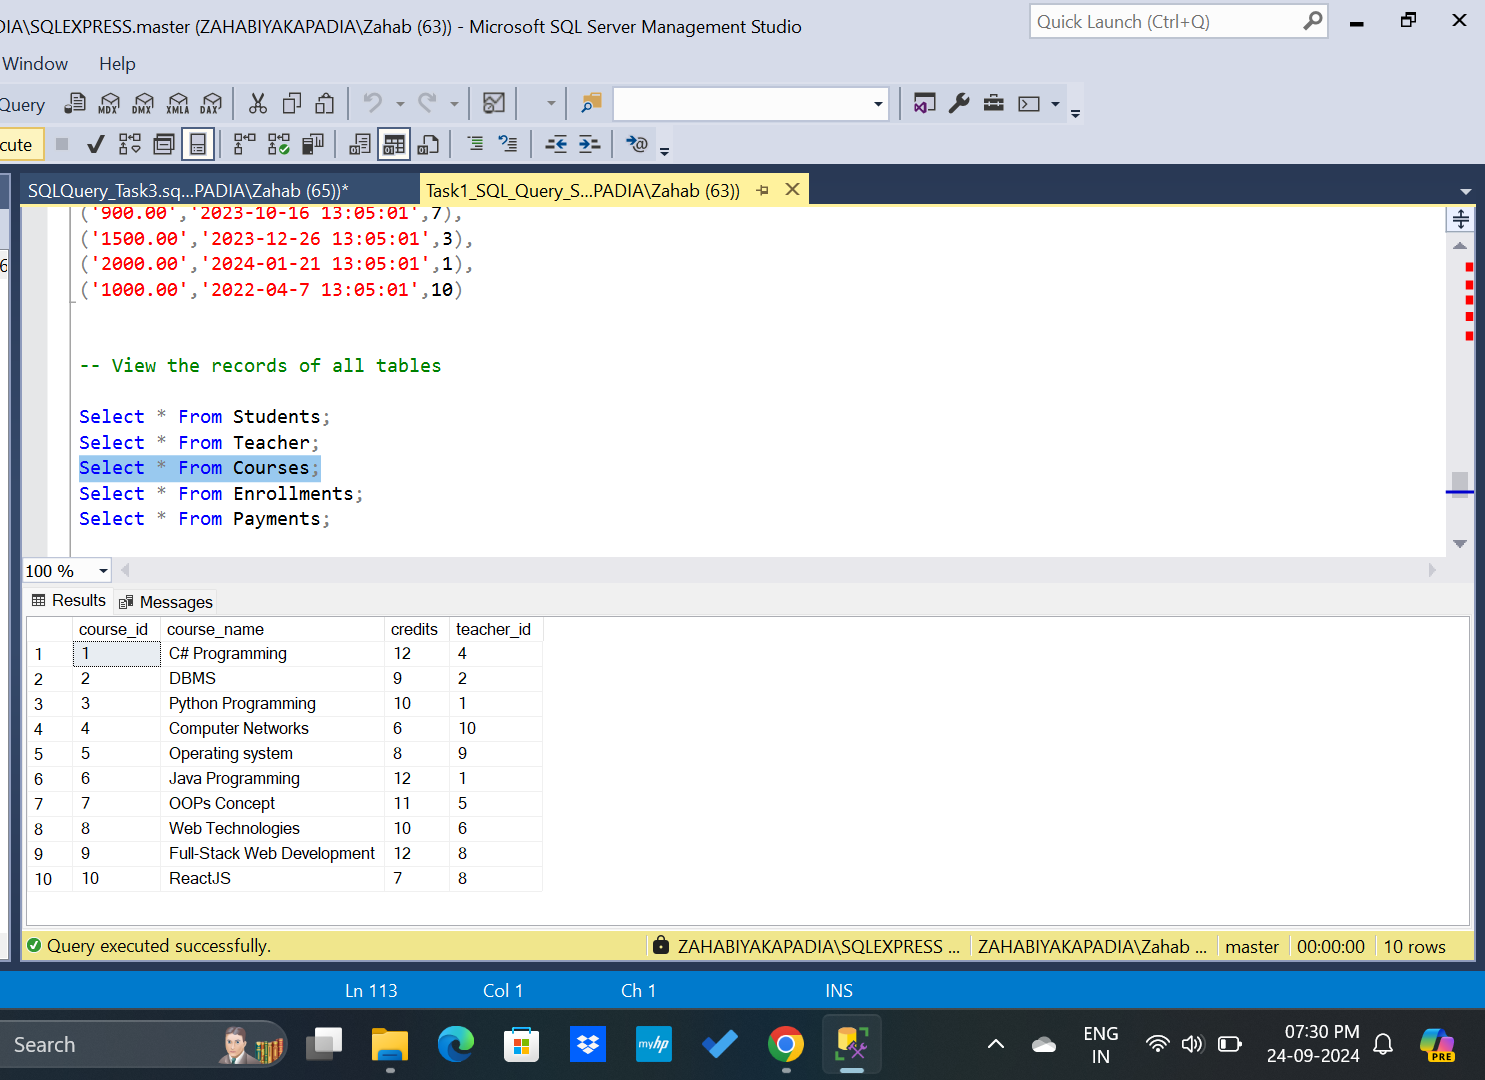 DIA\SQLEXPRESS.master (ZAHABIYAKAPADIA\Zahab (63)) - Microsoft SQL Server Management Studio
Quick Launch (Ctrl+Q)
Window Help
Query MDX DMX XMLA DAX
cute
SQLQuery_Task3.sq...PADIA\Zahab (65))*
Task1_SQL_Query_S...PADIA\Zahab (63))
6
('900.00','2023-10-16 13:05:01',7),
('1500.00','2023-12-26 13:05:01',3),
('2000.00','2024-01-21 13:05:01',1),
('1000.00','2022-04-7 13:05:01',10)
-- View the records of all tables
Select * From Students;
Select * From Teacher;
Select * From Courses;
Select * From Enrollments;
Select * From Payments;
100 %
Results Messages
course_id course_name credits teacher_id
1 1 C# Programming 12 4
2 2 DBMS 9 2
3 3 Python Programming 10 1
4 4 Computer Networks 6 10
5 5 Operating system 8 9
6 6 Java Programming 12 1
7 7 OOPs Concept 11 5
8 8 Web Technologies 10 6
9 9 Full-Stack Web Development 12 8
10 10 ReactJS 7 8
Query executed successfully. ZAHABIYAKAPADIA\SQLEXPRESS ... ZAHABIYAKAPADIA\Zahab ... master 00:00:00 10 rows
Ln 113 Col 1 Ch 1 INS
Search
myhp
ENG
IN
07:30 PM
24-09-2024
PRE